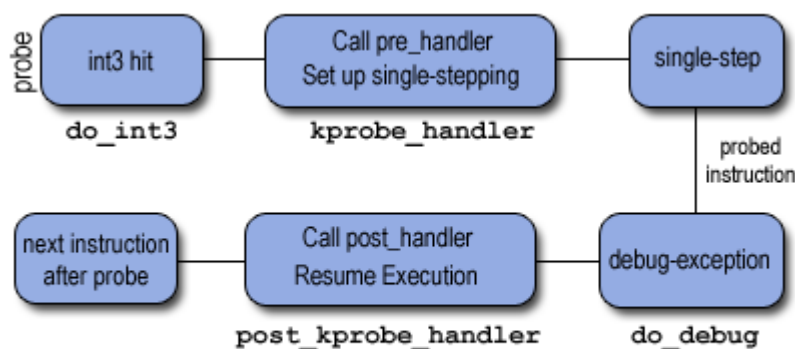 probe
int3 hit
do_int3
Call pre_handler
Set up single-stepping
kprobe_handler
single-step
probed
instruction
next instruction
after probe
Call post_handler
Resume Execution
post_kprobe_handler
debug-exception
do_debug